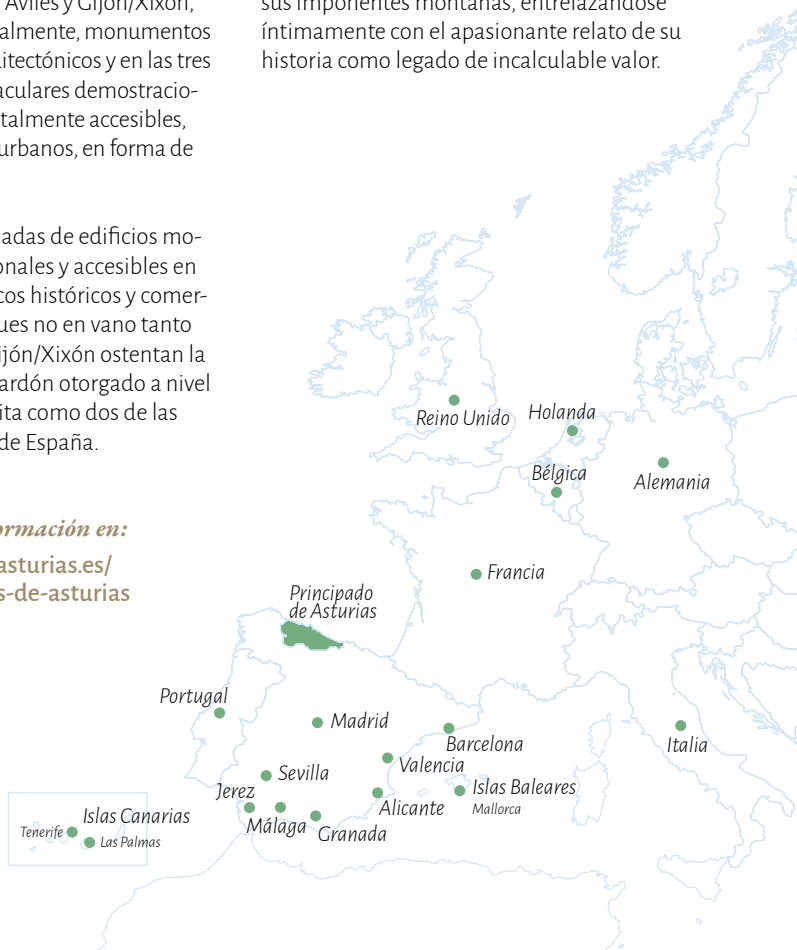 Avilés y Gijón/Xixón,
almente, monumentos
itectónicos y en las tres
aculares demostracio-
talmente accesibles,
urbanos, en forma de
adas de edificios mo-
onales y accesibles en
cos históricos y comer-
ues no en vano tanto
ijón/Xixón ostentan la
ardón otorgado a nivel
ita como dos de las
de España.
ormación en:
asturias.es/
s-de-asturias
sus imponentes montañas, entrelazándose
íntimamente con el apasionante relato de su
historia como legado de incalculable valor.
Reino Unido
Holanda
Bélgica
Alemania
Francia
Principado
de Asturias
Portugal
Madrid
Barcelona
Italia
Valencia
Sevilla
Jerez
Islas Baleares
Mallorca
Alicante
Málaga
Granada
Islas Canarias
Tenerife
Las Palmas